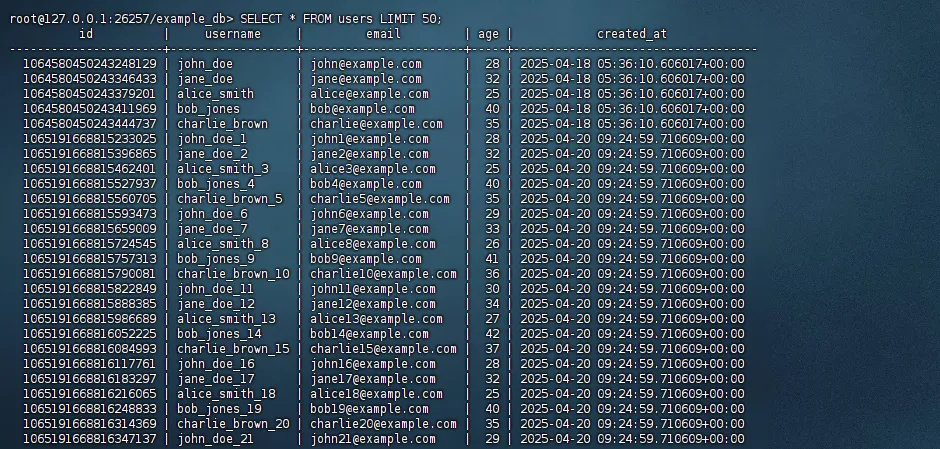 root@127.0.0.1:26257/example_db> SELECT * FROM users LIMIT 50;
          id          |    username     |         email         | age |          created_at
----------------------+-----------------+-----------------------+-----+--------------------------------
  1064580450243248129 | john_doe        | john@example.com      |  28 | 2025-04-18 05:36:10.606017+00:00
  1064580450243346433 | jane_doe        | jane@example.com      |  32 | 2025-04-18 05:36:10.606017+00:00
  1064580450243379201 | alice_smith     | alice@example.com     |  25 | 2025-04-18 05:36:10.606017+00:00
  1064580450243411969 | bob_jones       | bob@example.com       |  40 | 2025-04-18 05:36:10.606017+00:00
  1064580450243444737 | charlie_brown   | charlie@example.com   |  35 | 2025-04-18 05:36:10.606017+00:00
  1065191668815233025 | john_doe_1      | john1@example.com     |  28 | 2025-04-20 09:24:59.710609+00:00
  1065191668815396865 | jane_doe_2      | jane2@example.com     |  32 | 2025-04-20 09:24:59.710609+00:00
  1065191668815462401 | alice_smith_3   | alice3@example.com    |  25 | 2025-04-20 09:24:59.710609+00:00
  1065191668815527937 | bob_jones_4     | bob4@example.com      |  40 | 2025-04-20 09:24:59.710609+00:00
  1065191668815560705 | charlie_brown_5 | charlie5@example.com  |  35 | 2025-04-20 09:24:59.710609+00:00
  1065191668815593473 | john_doe_6      | john6@example.com     |  29 | 2025-04-20 09:24:59.710609+00:00
  1065191668815659009 | jane_doe_7      | jane7@example.com     |  33 | 2025-04-20 09:24:59.710609+00:00
  1065191668815724545 | alice_smith_8   | alice8@example.com    |  26 | 2025-04-20 09:24:59.710609+00:00
  1065191668815757313 | bob_jones_9     | bob9@example.com      |  41 | 2025-04-20 09:24:59.710609+00:00
  1065191668815790081 | charlie_brown_10 | charlie10@example.com |  36 | 2025-04-20 09:24:59.710609+00:00
  1065191668815822849 | john_doe_11     | john11@example.com    |  30 | 2025-04-20 09:24:59.710609+00:00
  1065191668815888385 | jane_doe_12     | jane12@example.com    |  34 | 2025-04-20 09:24:59.710609+00:00
  1065191668815986689 | alice_smith_13  | alice13@example.com   |  27 | 2025-04-20 09:24:59.710609+00:00
  1065191668816052225 | bob_jones_14    | bob14@example.com     |  42 | 2025-04-20 09:24:59.710609+00:00
  1065191668816084993 | charlie_brown_15 | charlie15@example.com |  37 | 2025-04-20 09:24:59.710609+00:00
  1065191668816117761 | john_doe_16     | john16@example.com    |  28 | 2025-04-20 09:24:59.710609+00:00
  1065191668816183297 | jane_doe_17     | jane17@example.com    |  32 | 2025-04-20 09:24:59.710609+00:00
  1065191668816216065 | alice_smith_18  | alice18@example.com   |  25 | 2025-04-20 09:24:59.710609+00:00
  1065191668816248833 | bob_jones_19    | bob19@example.com     |  40 | 2025-04-20 09:24:59.710609+00:00
  1065191668816314369 | charlie_brown_20 | charlie20@example.com |  35 | 2025-04-20 09:24:59.710609+00:00
  1065191668816347137 | john_doe_21     | john21@example.com    |  29 | 2025-04-20 09:24:59.710609+00:00